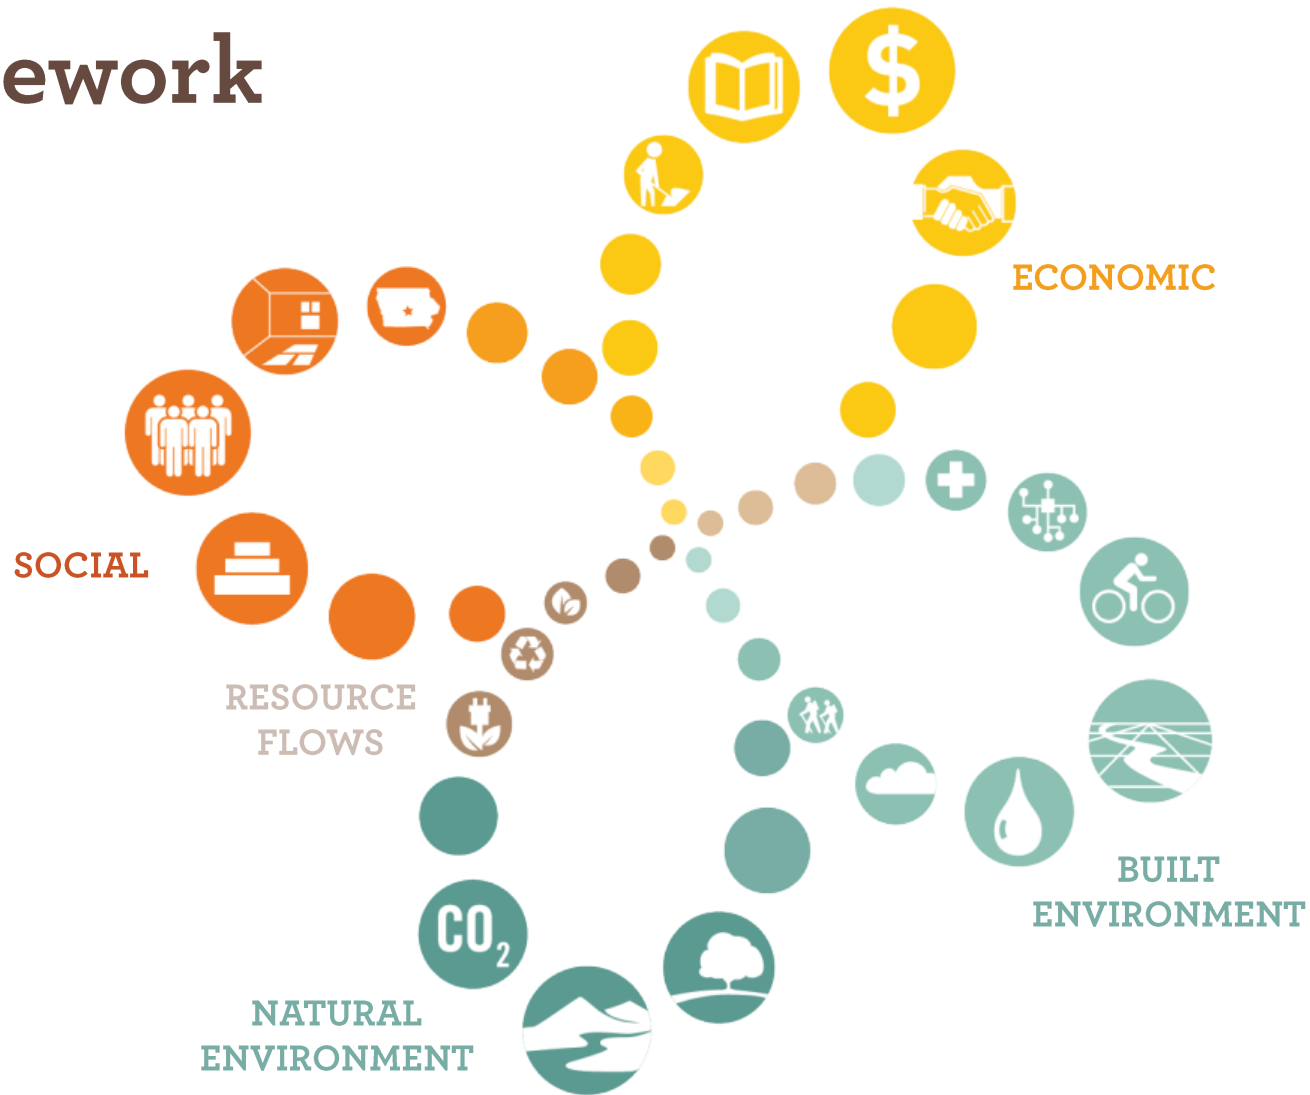 ework
$
ECONOMIC
SOCIAL
RESOURCE
FLOWS
BUILT
ENVIRONMENT
CO2
NATURAL
ENVIRONMENT